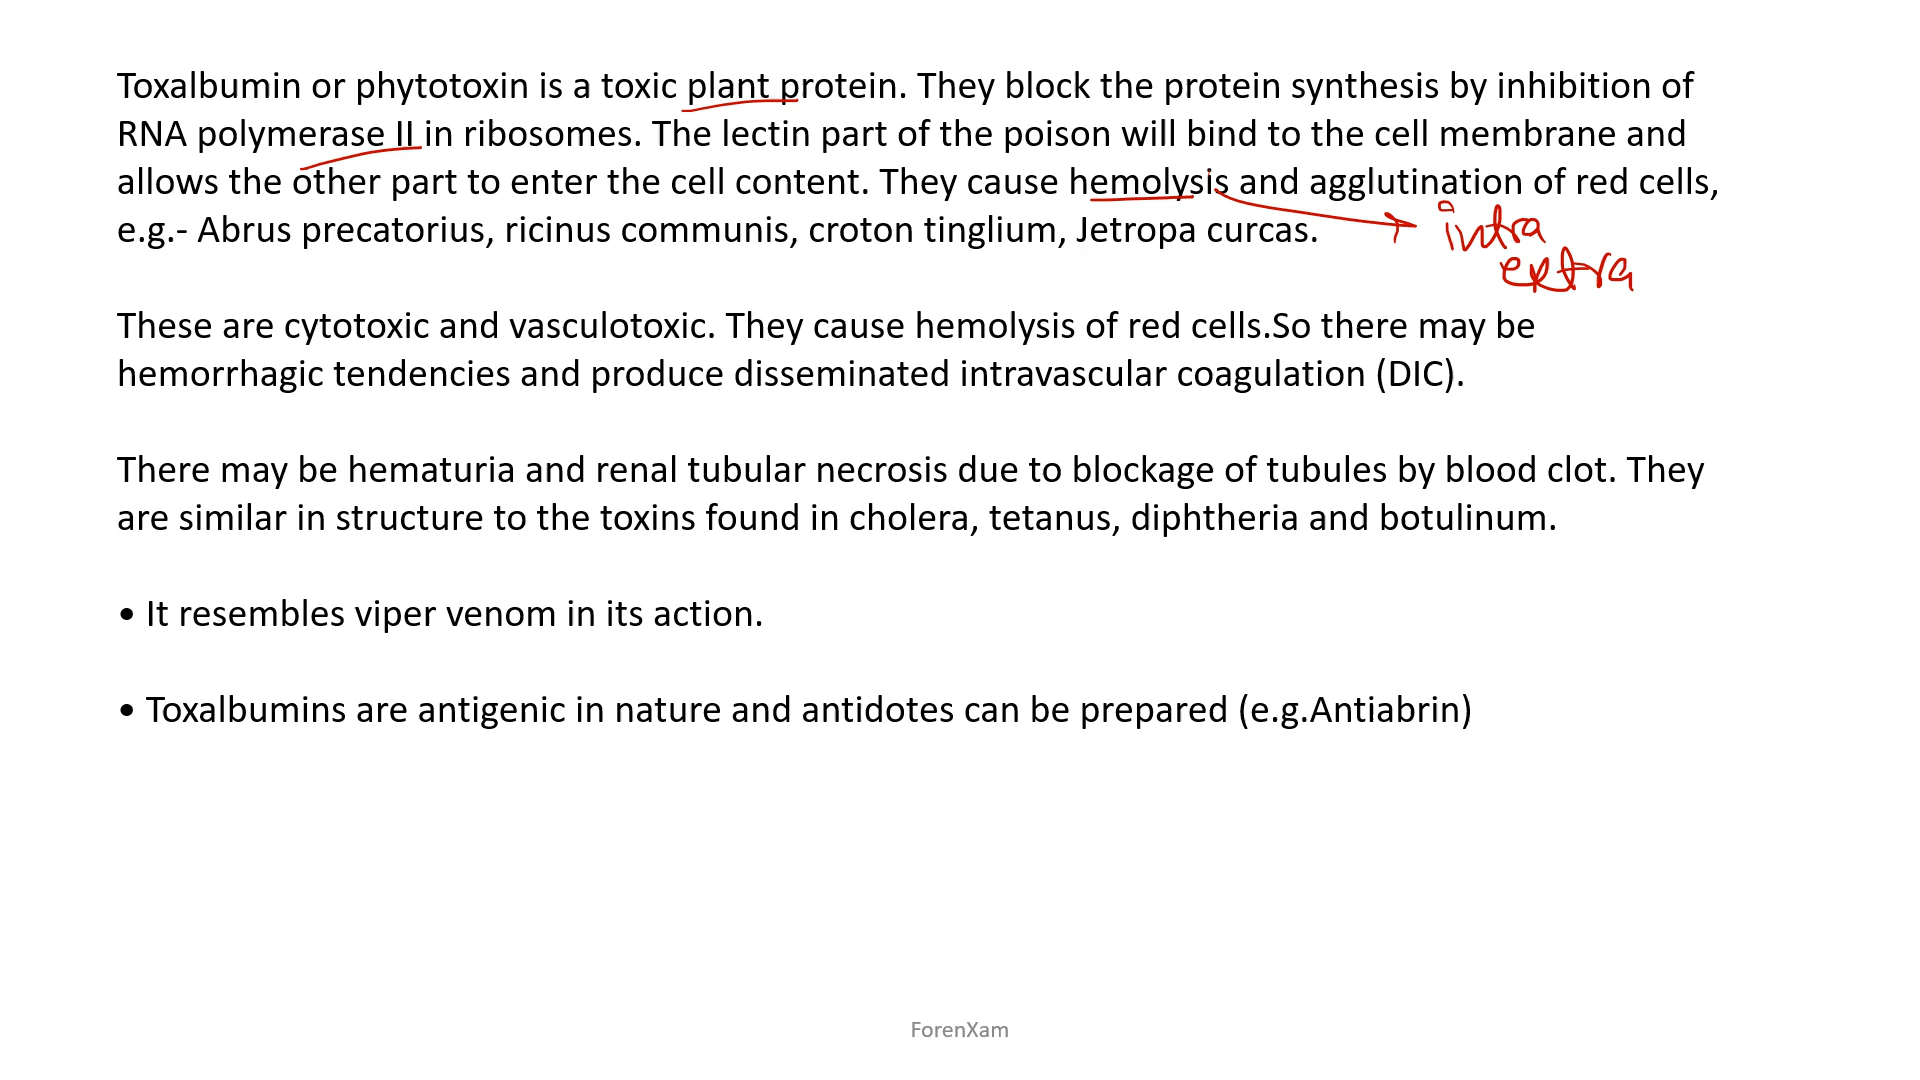 Toxalbumin or phytotoxin is a toxic plant protein. They block the protein synthesis by inhibition of
RNA polymerase II in ribosomes. The lectin part of the poison will bind to the cell membrane and
allows the other part to enter the cell content. They cause hemolysis and agglutination of red cells,
e.g.- Abrus precatorius, ricinus communis, croton tinglium, Jetropa curcas.
intra
extra
These are cytotoxic and vasculotoxic. They cause hemolysis of red cells.So there may be
hemorrhagic tendencies and produce disseminated intravascular coagulation (DIC).
There may be hematuria and renal tubular necrosis due to blockage of tubules by blood clot. They
are similar in structure to the toxins found in cholera, tetanus, diphtheria and botulinum.
• It resembles viper venom in its action.
• Toxalbumins are antigenic in nature and antidotes can be prepared (e.g.Antiabrin)
ForenXam